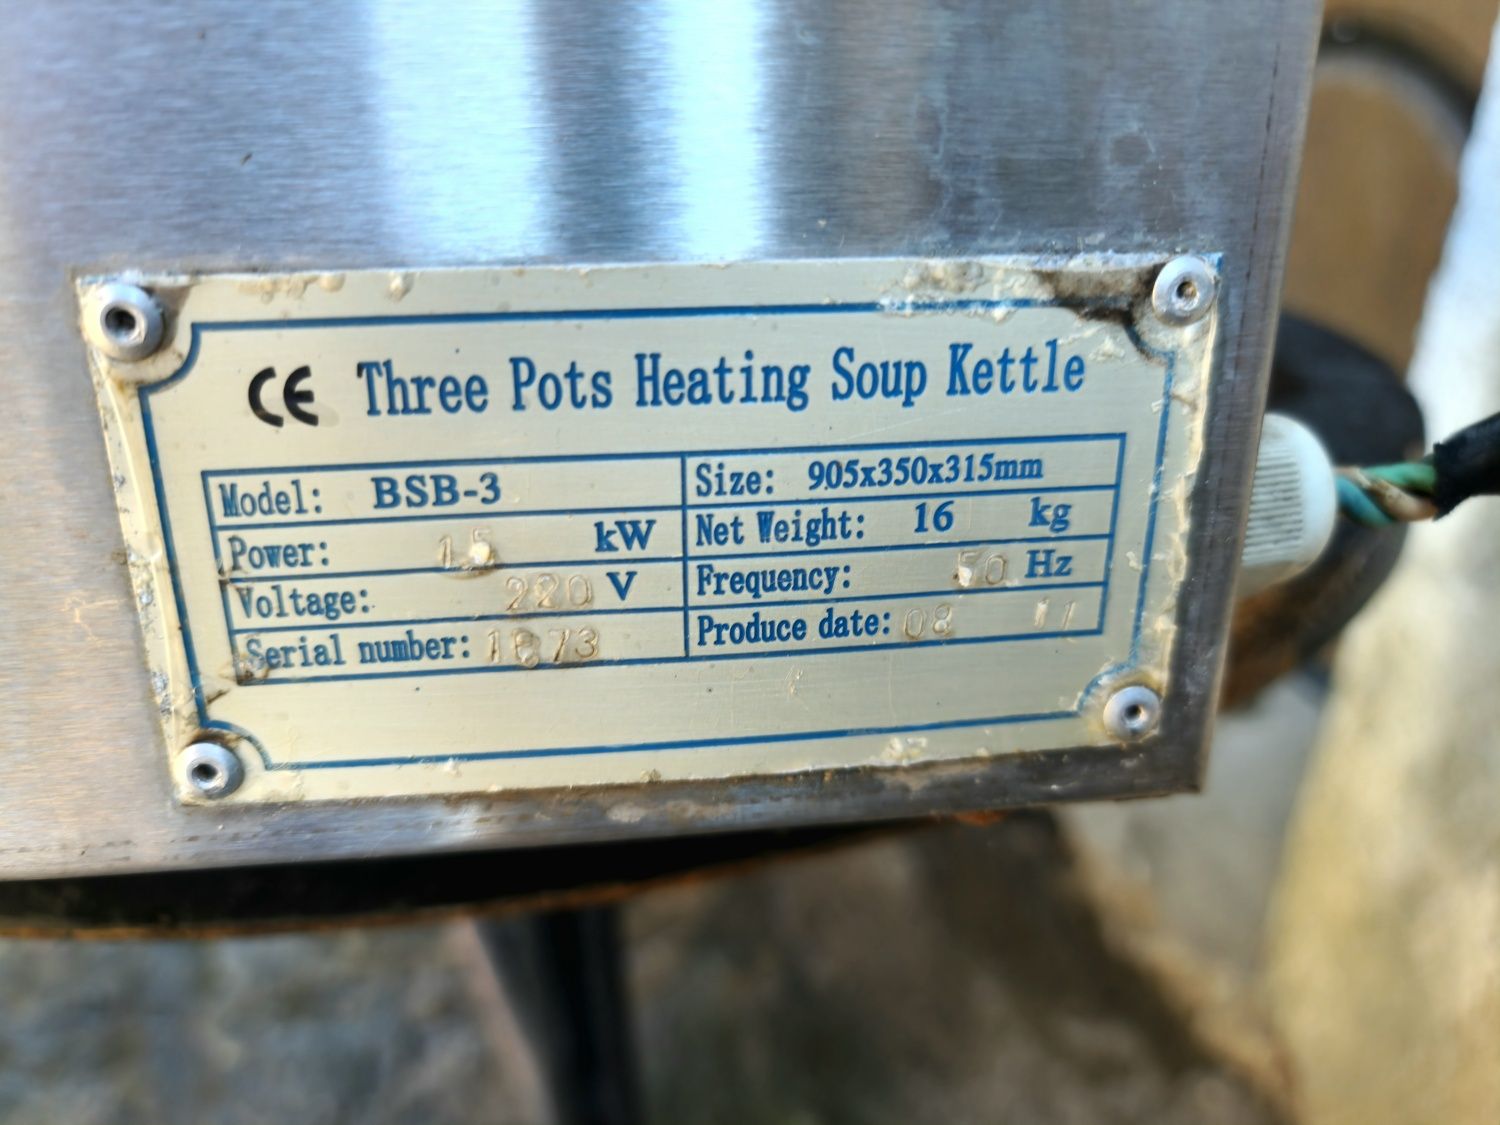 CE Three Pots Heating Soup Kettle
Model: BSB-3 Size: 905x350x315mm
Power: 1.5 kW Net Weight: 16 kg
Voltage: 220 V Frequency: 50 Hz
Serial number: Produce date: 08 11